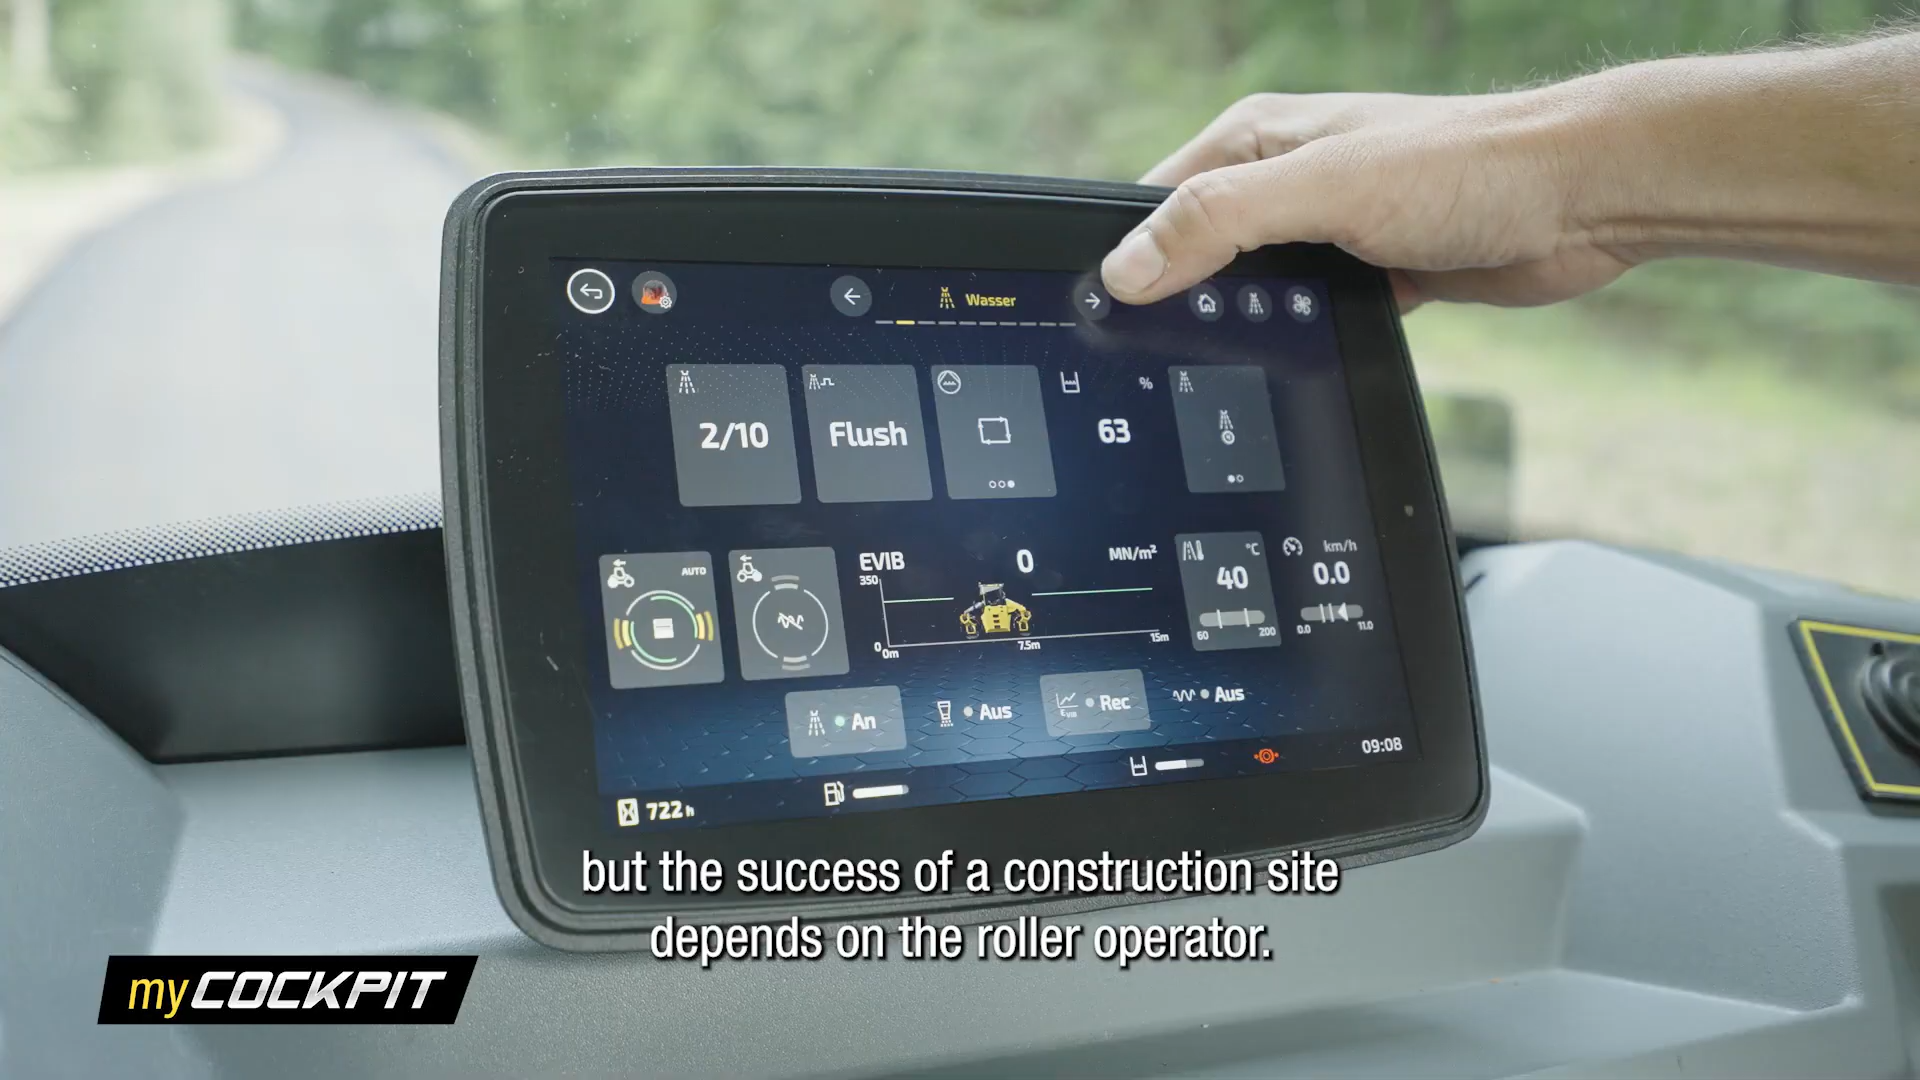 Wasser
2/10
Flush
%
63
AUTO
EVIB
0
MN/m²
350
0
0m
7.5m
15m
°C
40
60
200
km/h
0.0
0.0
11.0
An
Aus
EVIB
Rec
Aus
722 h
09:08
but the success of a construction site
depends on the roller operator.
myCOCKPIT